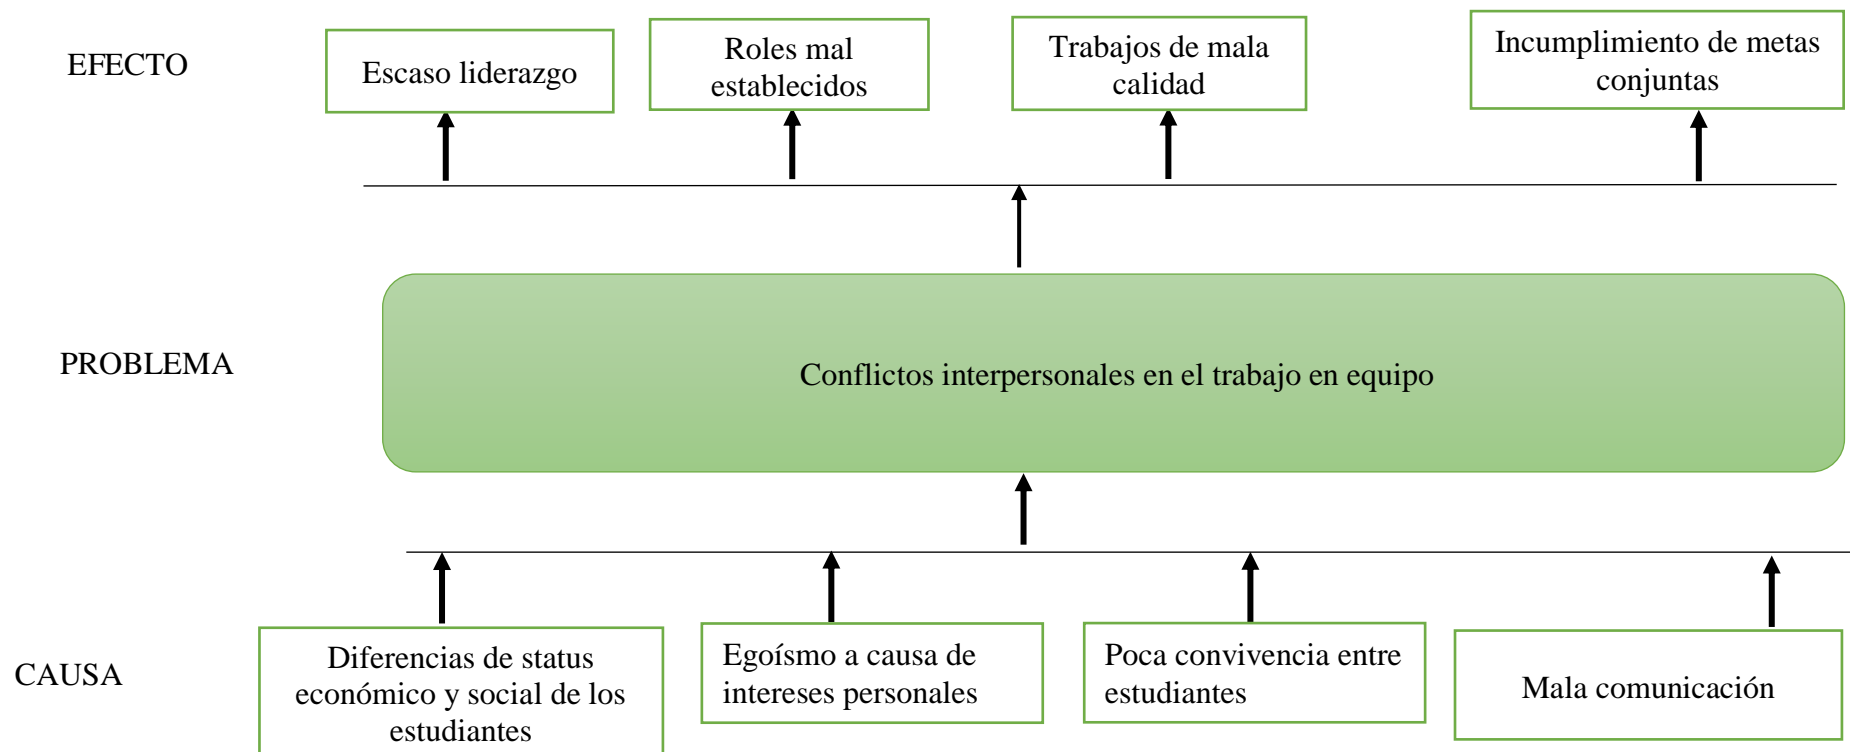 EFECTO
Escaso liderazgo
Roles mal
establecidos
Trabajos de mala
calidad
Incumplimiento de metas
conjuntas
PROBLEMA
Conflictos interpersonales en el trabajo en equipo
CAUSA
Diferencias de status
económico y social de los
estudiantes
Egoísmo a causa de
intereses personales
Poca convivencia entre
estudiantes
Mala comunicación